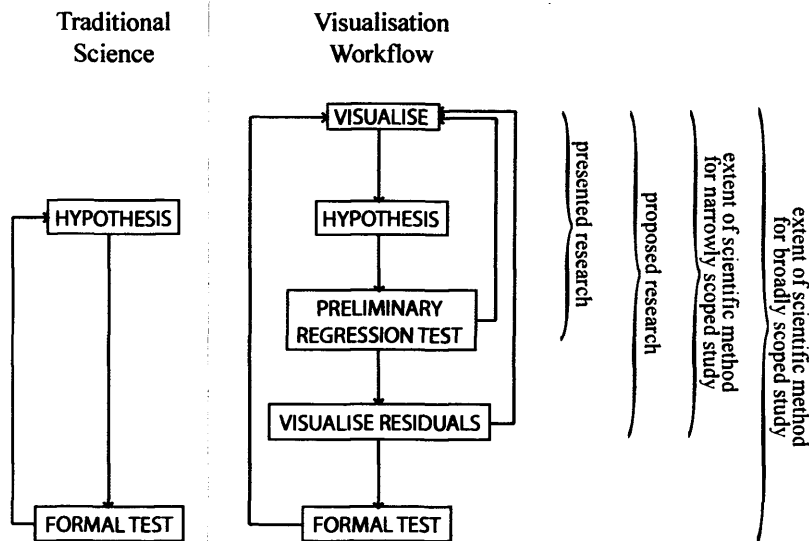 Traditional
Science
Visualisation
Workflow
HYPOTHESIS
FORMAL TEST
VISUALISE
HYPOTHESIS
PRELIMINARY
REGRESSION TEST
VISUALISE RESIDUALS
FORMAL TEST
presented research
proposed research
extent of scientific method
for narrowly scoped study
extent of scientific method
for broadly scoped study